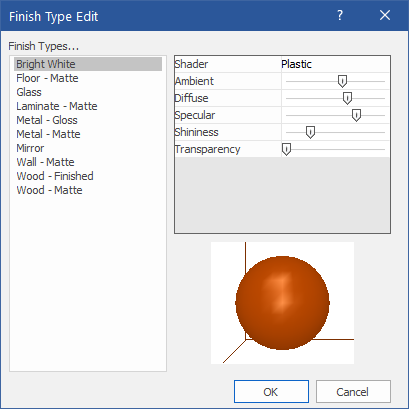 Finish Type Edit
?
Finish Types...
Bright White
Floor - Matte
Glass
Laminate - Matte
Metal - Gloss
Metal - Matte
Mirror
Wall - Matte
Wood - Finished
Wood - Matte
Shader Plastic
Ambient
Diffuse
Specular
Shininess
Transparency
OK Cancel